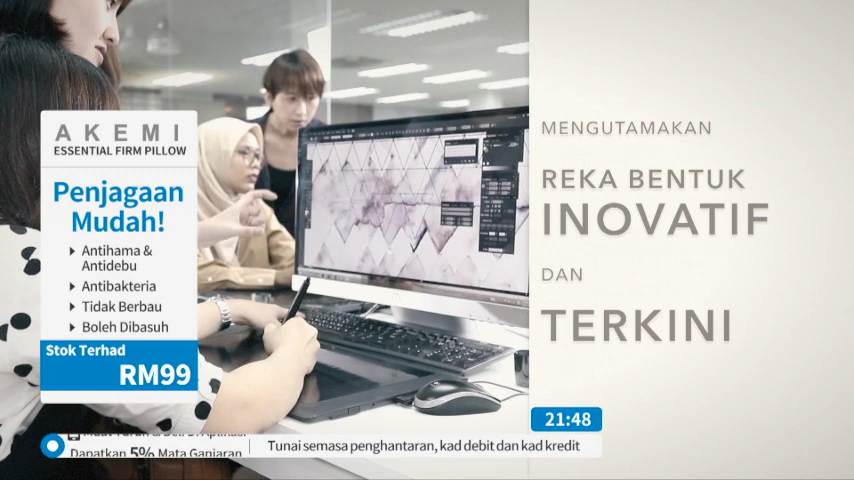 AKEMI
ESSENTIAL FIRM PILLOW
Penjagaan
Mudah!
Antihama &
Antidebu
Antibakteria
Tidak Berbau
Boleh Dibasuh
Stok Terhad
RM99
MENGUTAMAKAN
REKA BENTUK
INOVATIF
DAN
TERKINI
21:48
Dapatkan 5% Mata Ganjaran
Tunai semasa penghantaran, kad debit dan kad kredit